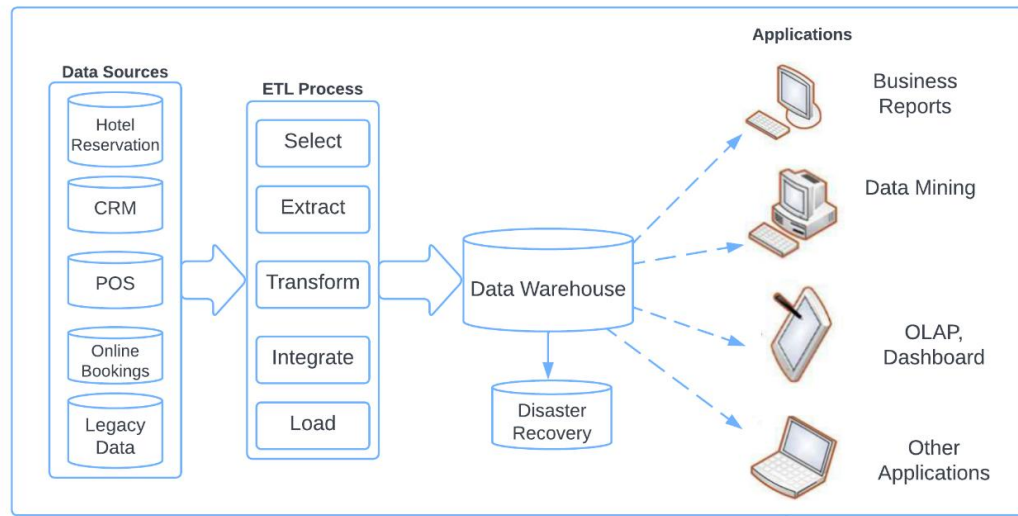 Data Sources
Hotel
Reservation
CRM
POS
Online
Bookings
Legacy
Data
ETL Process
Select
Extract
Transform
Integrate
Load
Data Warehouse
Disaster
Recovery
Applications
Business
Reports
Data Mining
OLAP,
Dashboard
Other
Applications